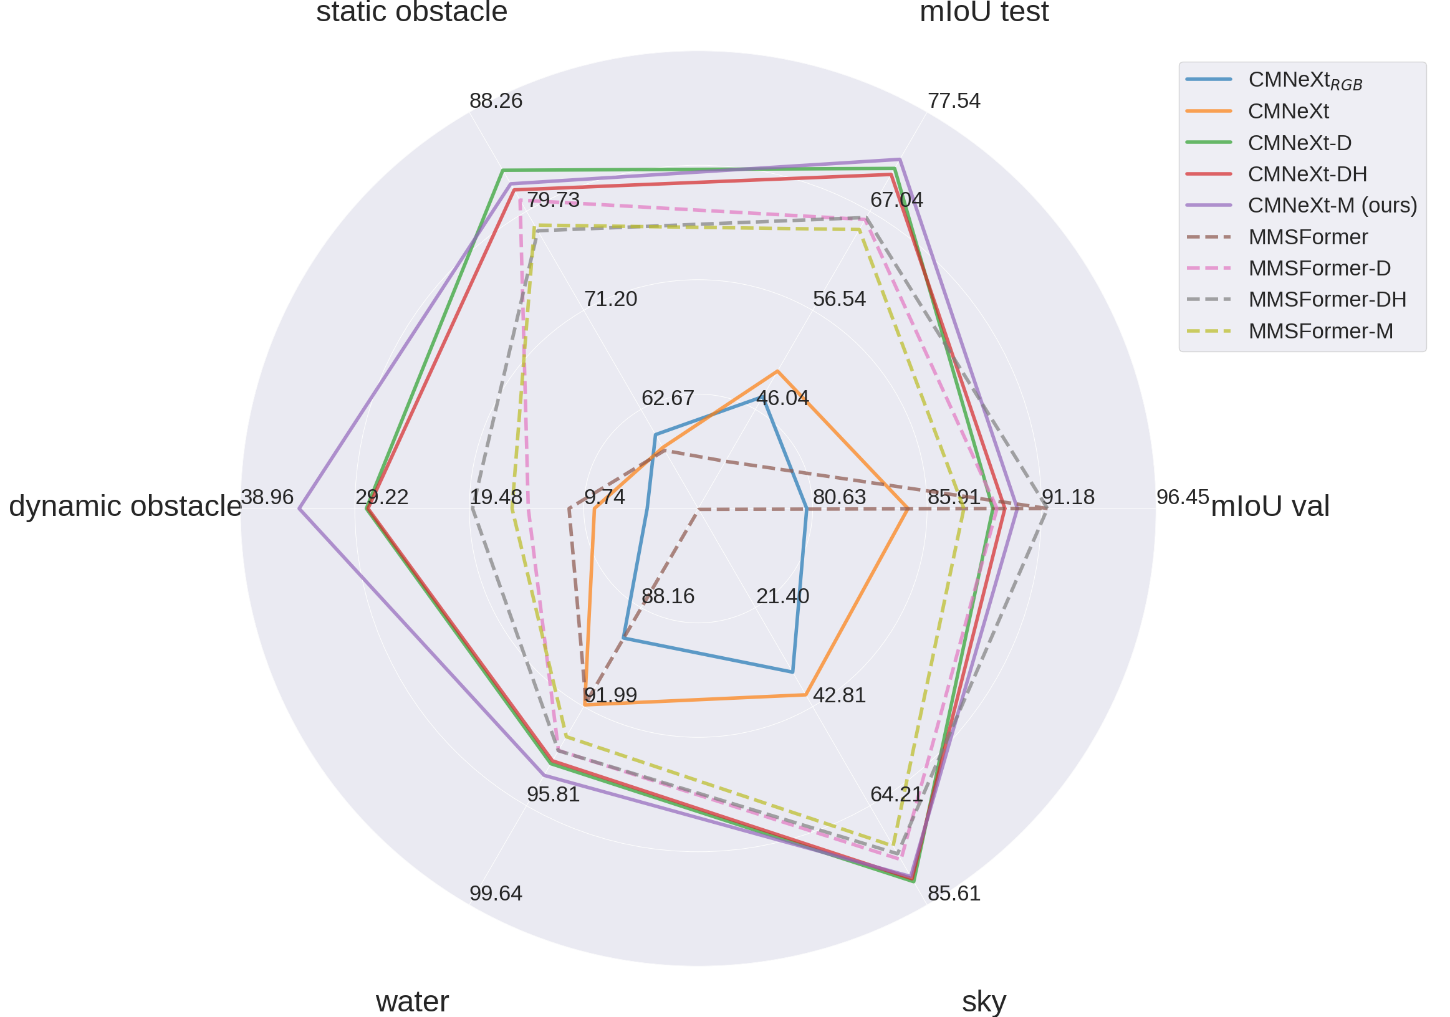 static obstacle
mIoU test
88.26
77.54
CMNeXtRGB
CMNeXt
CMNeXt-D
CMNeXt-DH
CMNeXt-M (ours)
MMSFormer
MMSFormer-D
MMSFormer-DH
MMSFormer-M
79.73
67.04
71.20
56.54
62.67
46.04
dynamic obstacle
38.96
29.22
19.48
9.74
80.63
85.91
91.18
96.45
mIoU val
88.16
21.40
91.99
42.81
95.81
64.21
99.64
85.61
water
sky